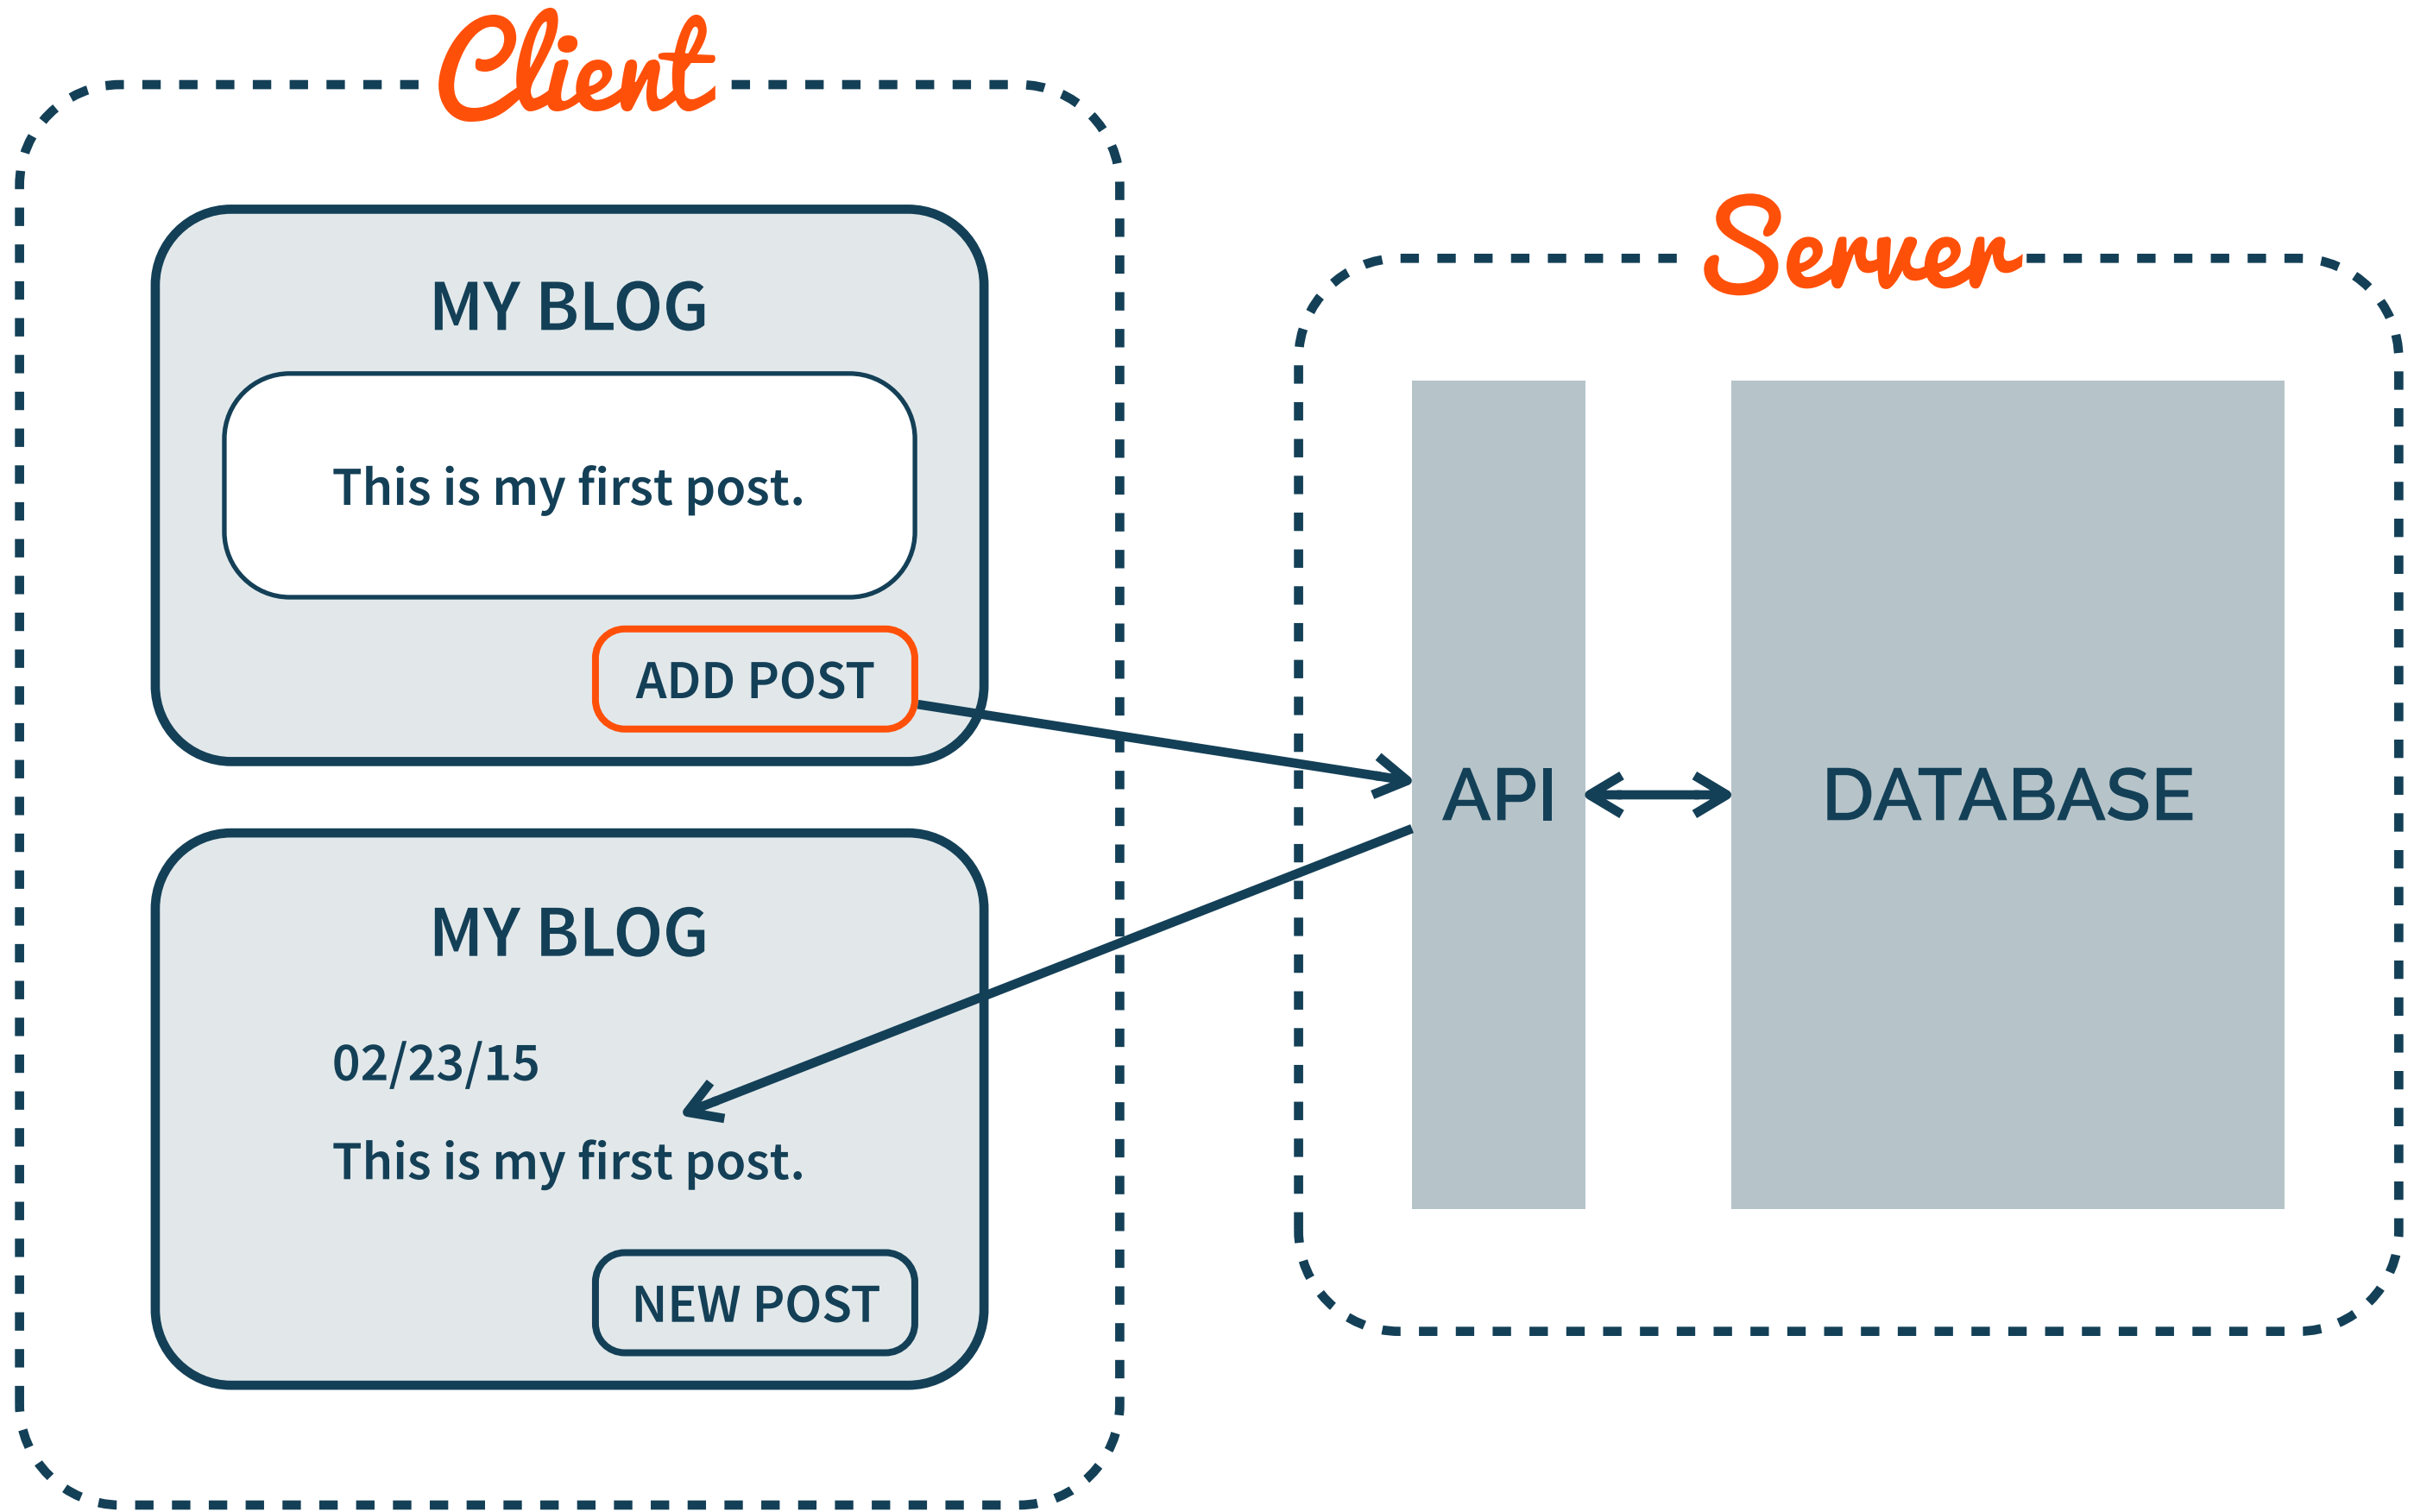 Client
MY BLOG
This is my first post.
ADD POST
MY BLOG
02/23/15
This is my first post.
NEW POST
Server
API
DATABASE